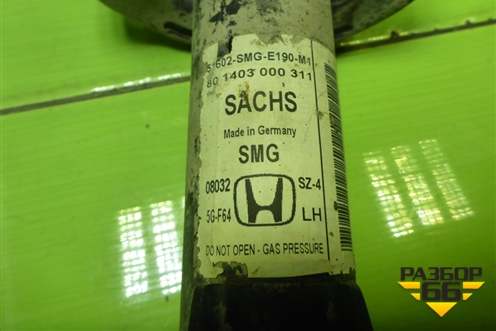 51602-SMG-E190-M1
80 1403 000 311
SACHS
Made in Germany
SMG
08032 SZ-4
5G-F64 LH
DO NOT OPEN - GAS PRESSURE
РАЗБОР
66